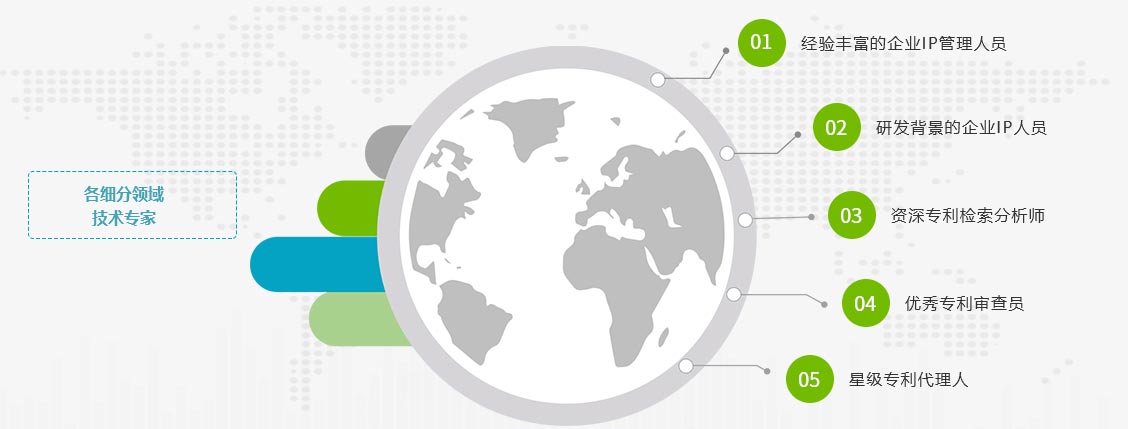 各细分领域
技术专家
01
经验丰富的企业IP管理人员
02
研发背景的企业IP人员
03
资深专利检索分析师
04
优秀专利审查员
05
星级专利代理人